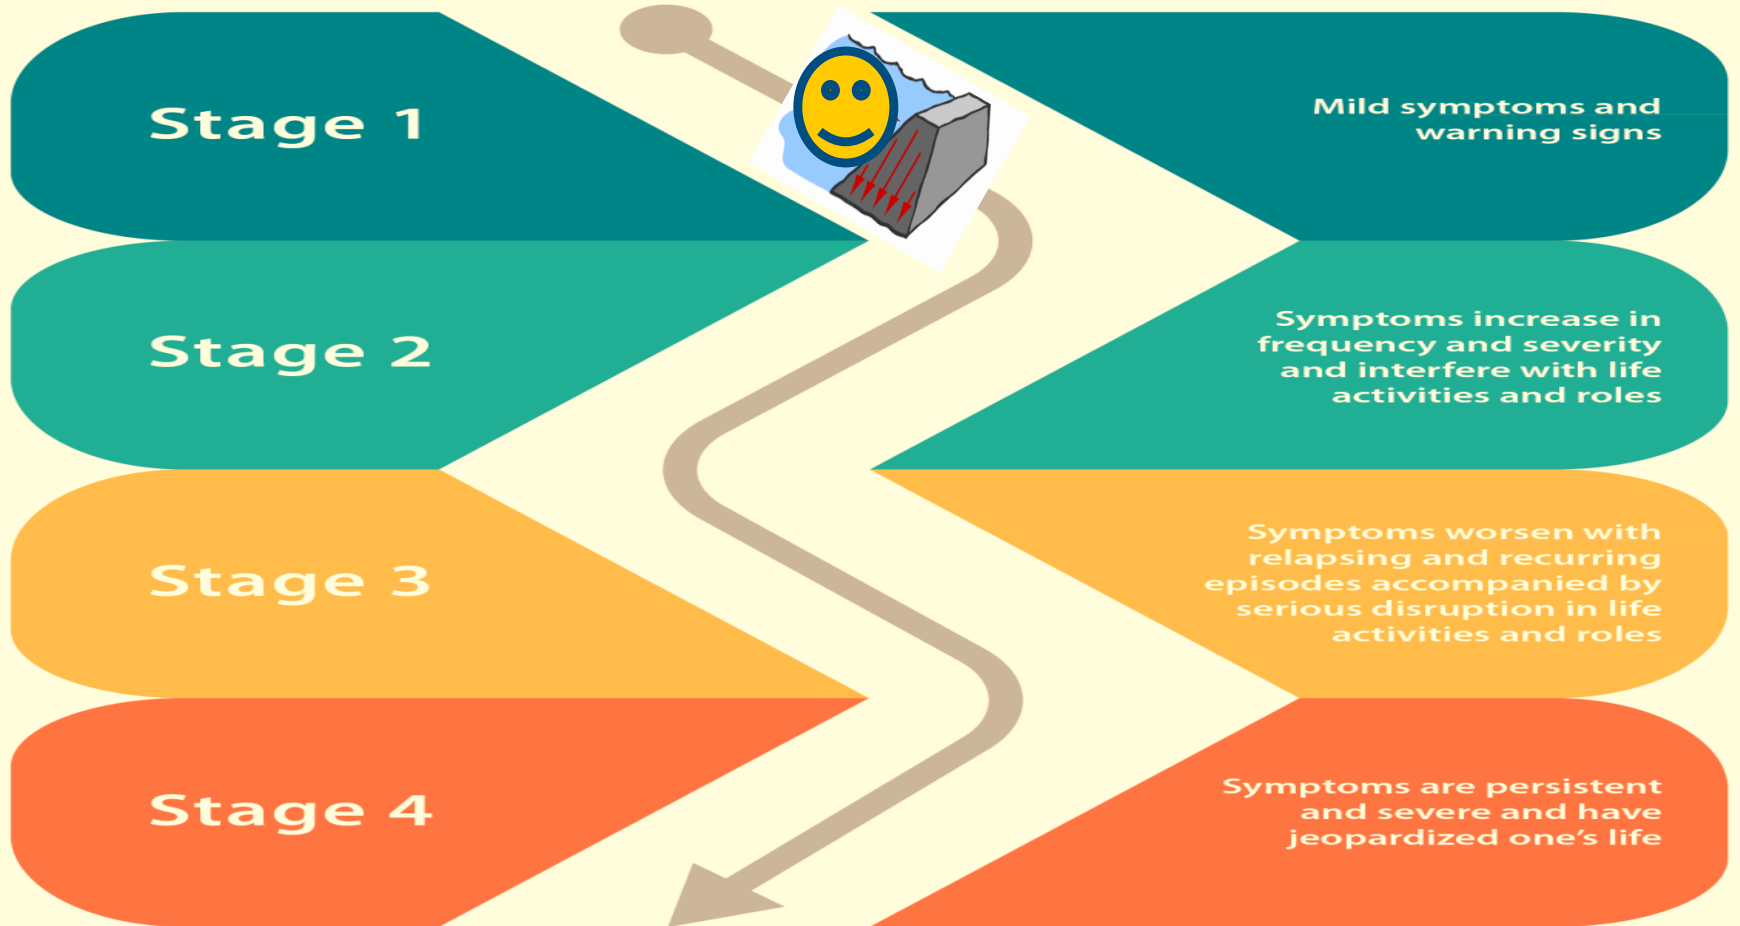 Stage 1
Mild symptoms and
warning signs
Stage 2
Symptoms increase in
frequency and severity
and interfere with life
activities and roles
Stage 3
Symptoms worsen with
relapsing and recurring
episodes accompanied by
serious disruption in life
activities and roles
Stage 4
Symptoms are persistent
and severe and have
jeopardized one’s life